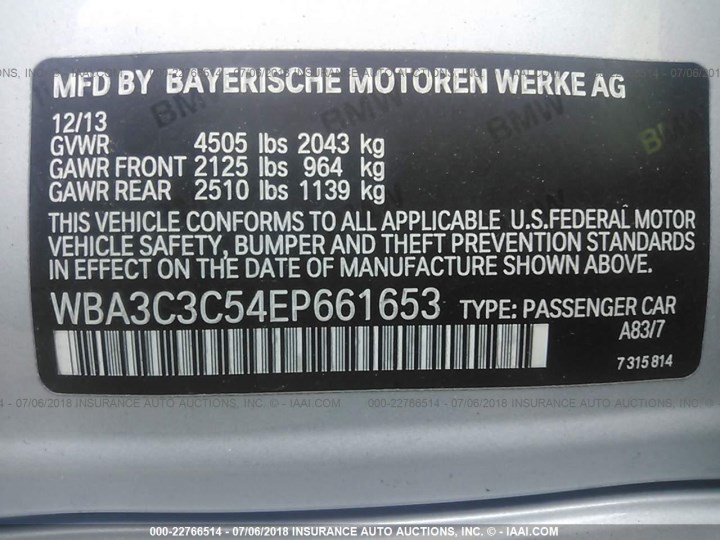 MFD BY BAYERISCHE MOTOREN WERKE AG
12/13
GVWR 4505 lbs 2043 kg
GAWR FRONT 2125 lbs 964 kg
GAWR REAR 2510 lbs 1139 kg
THIS VEHICLE CONFORMS TO ALL APPLICABLE U.S.FEDERAL MOTOR
VEHICLE SAFETY, BUMPER AND THEFT PREVENTION STANDARDS
IN EFFECT ON THE DATE OF MANUFACTURE SHOWN ABOVE.
WBA3C3C54EP661653 TYPE: PASSENGER CAR
A83/7
7 315 814
000-22766514 - 07/06/2018 INSURANCE AUTO AUCTIONS, INC. © - IAAI.COM